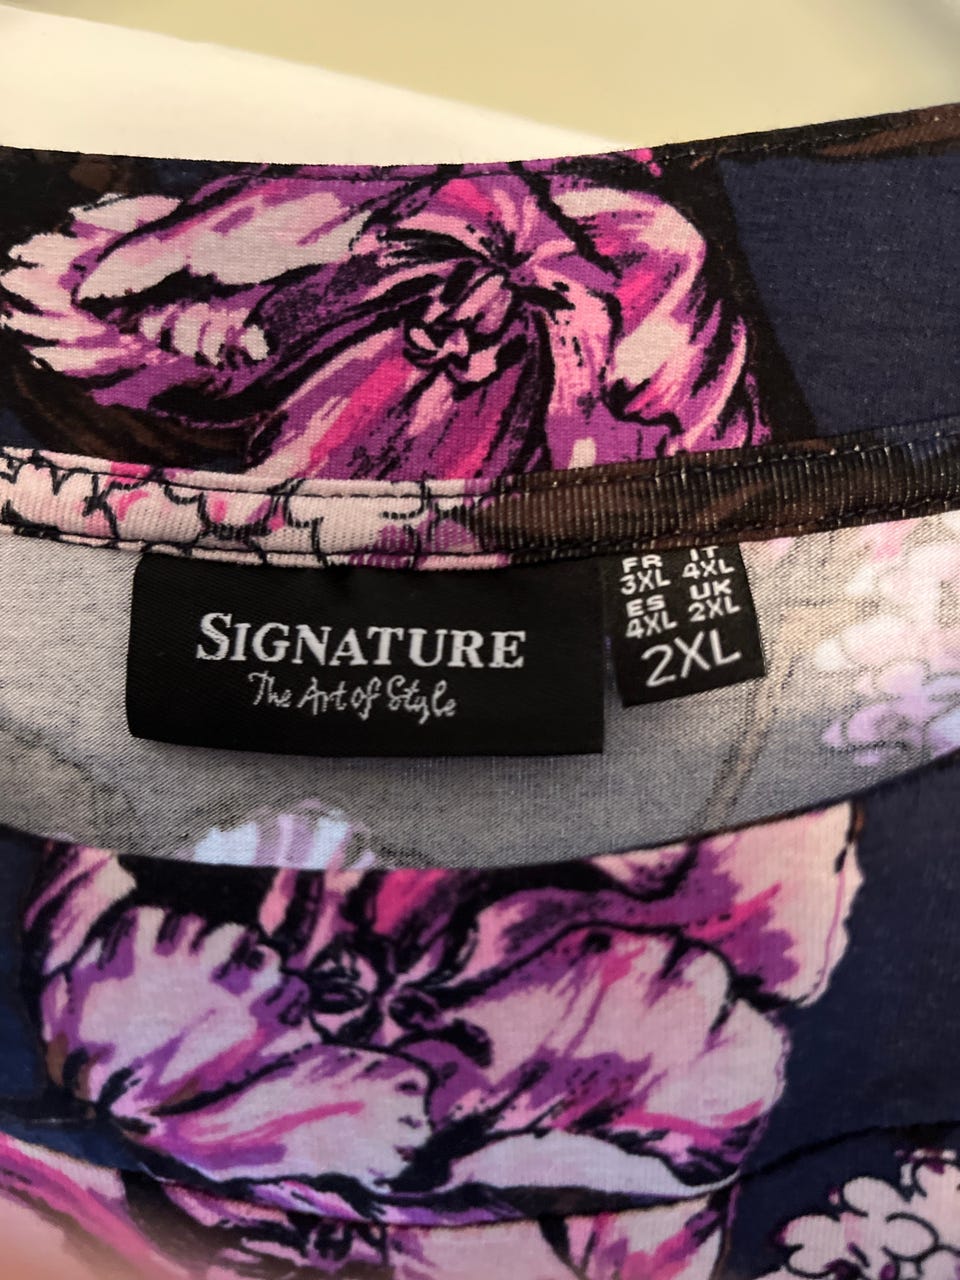 SIGNATURE
The Art of Style
FR IT
3XL 4XL
ES UK
4XL 2XL
2XL